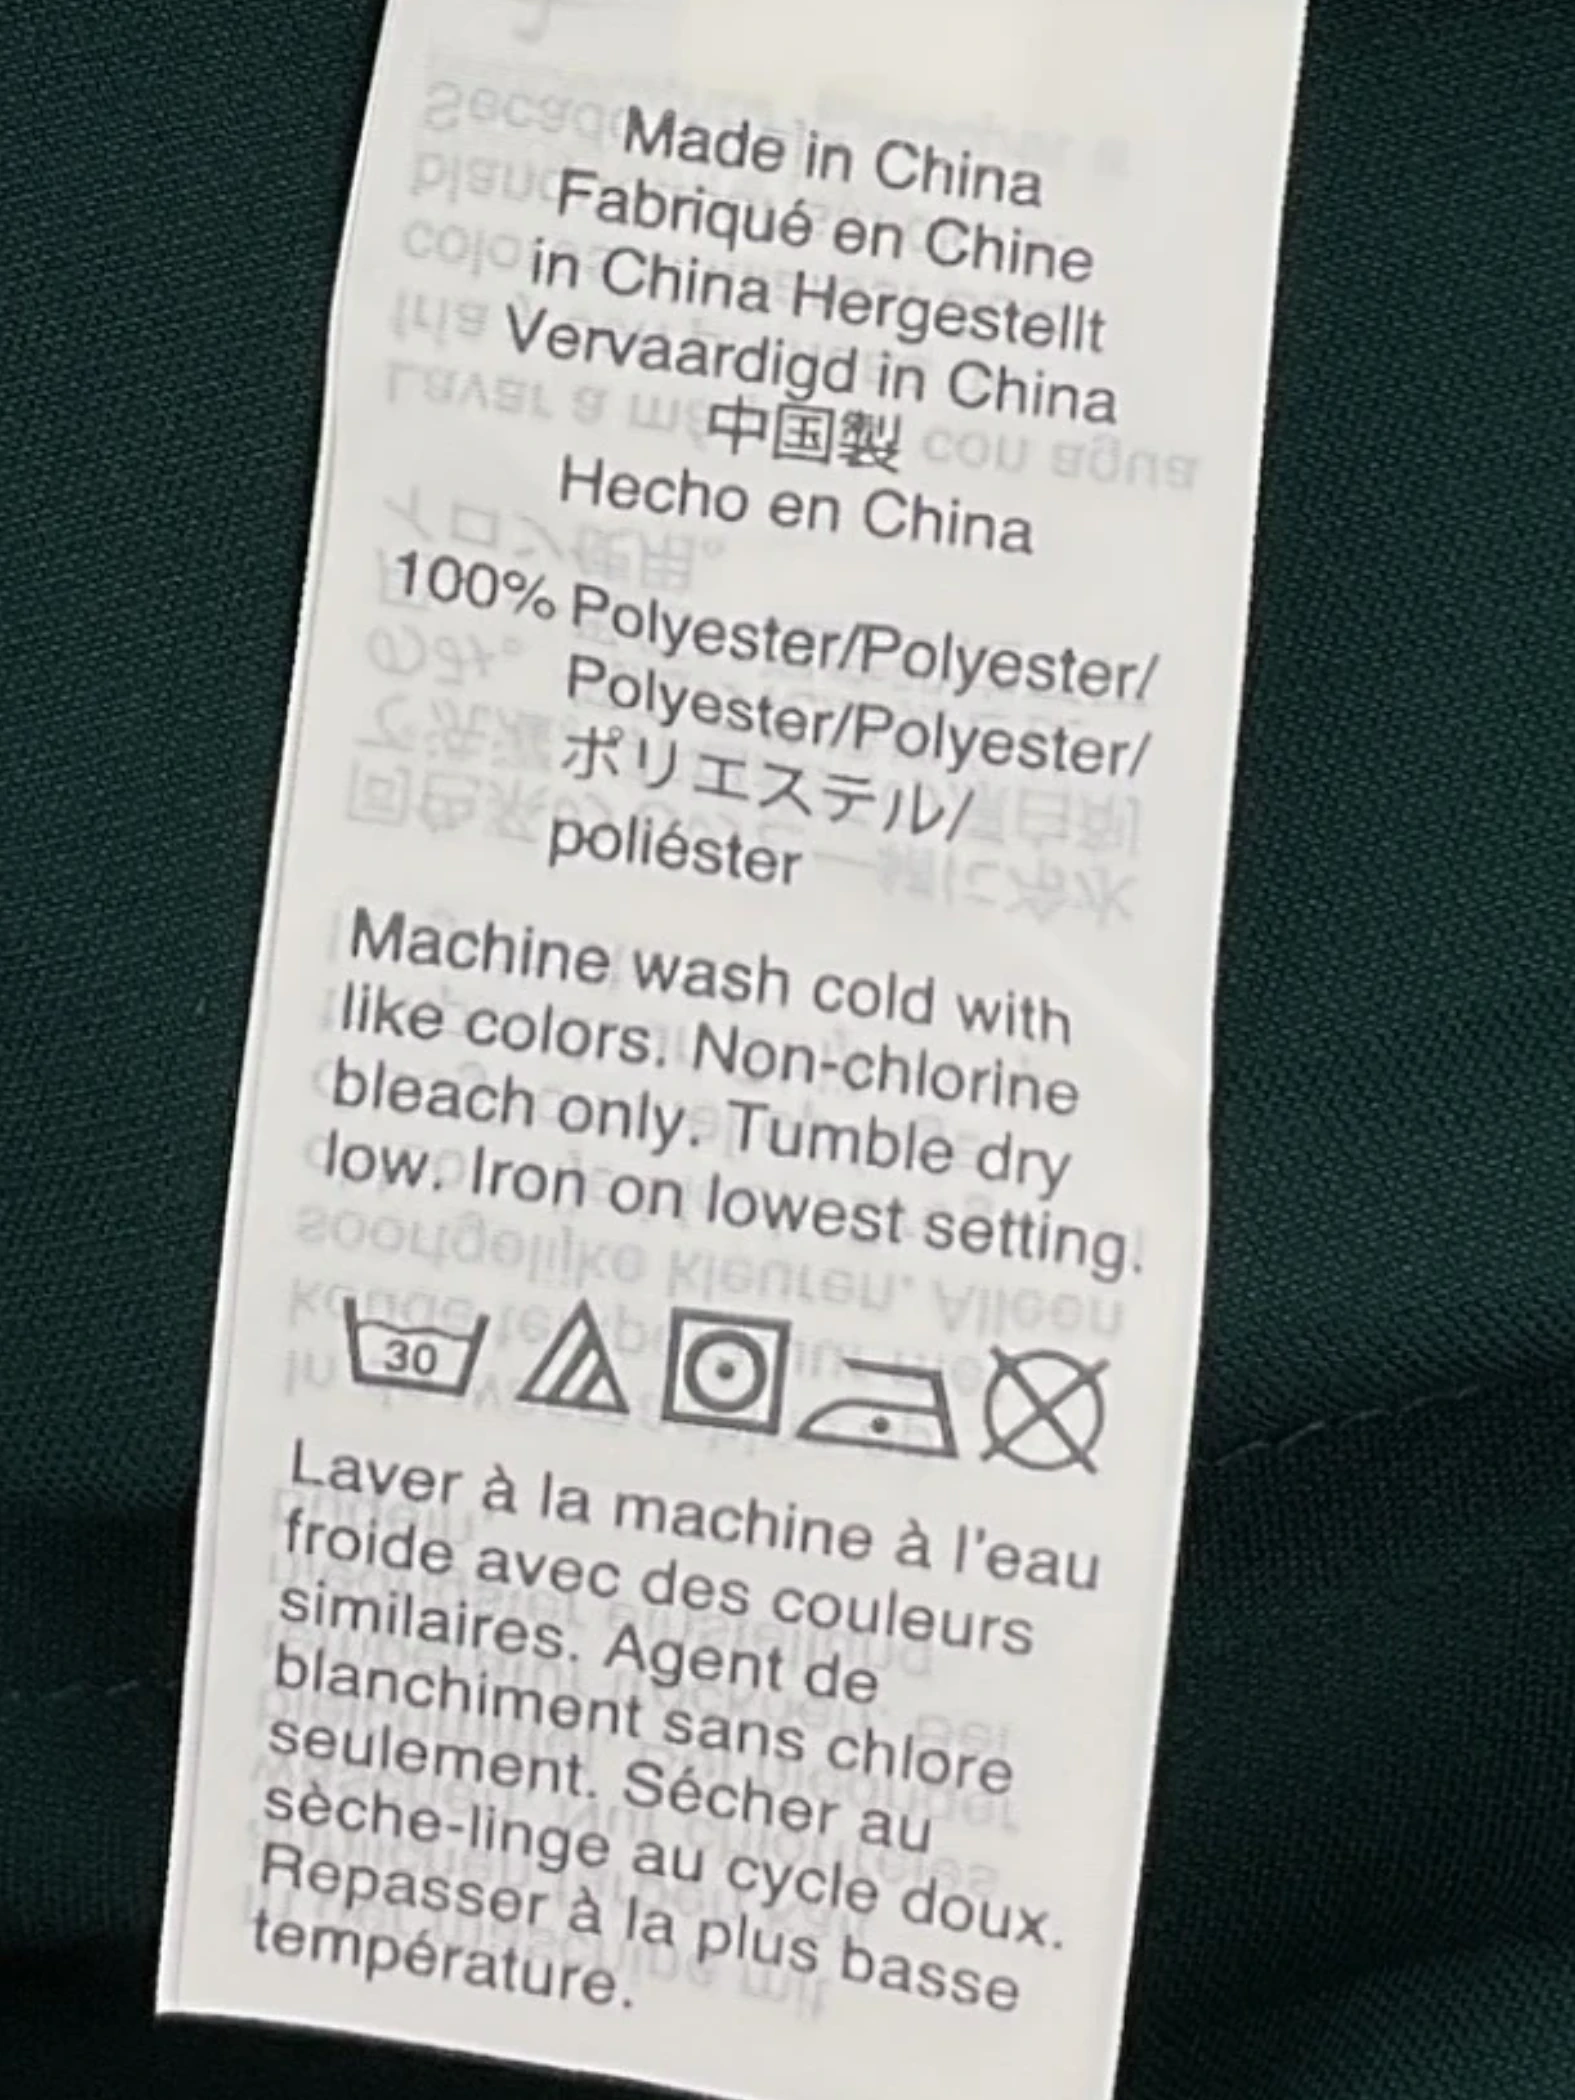 Made in China
Fabriqué en Chine
in China Hergestellt
Vervaardigd in China
中国製
Hecho en China
100% Polyester/Polyester/
Polyester/Polyester/
ポリエステル/
poliéster
Machine wash cold with
like colors. Non-chlorine
bleach only. Tumble dry
low. Iron on lowest setting.
30
Laver à la machine à l'eau
froide avec des couleurs
similaires. Agent de
blanchiment sans chlore
seulement. Sécher au
sèche-linge au cycle doux.
Repasser à la plus basse
température.